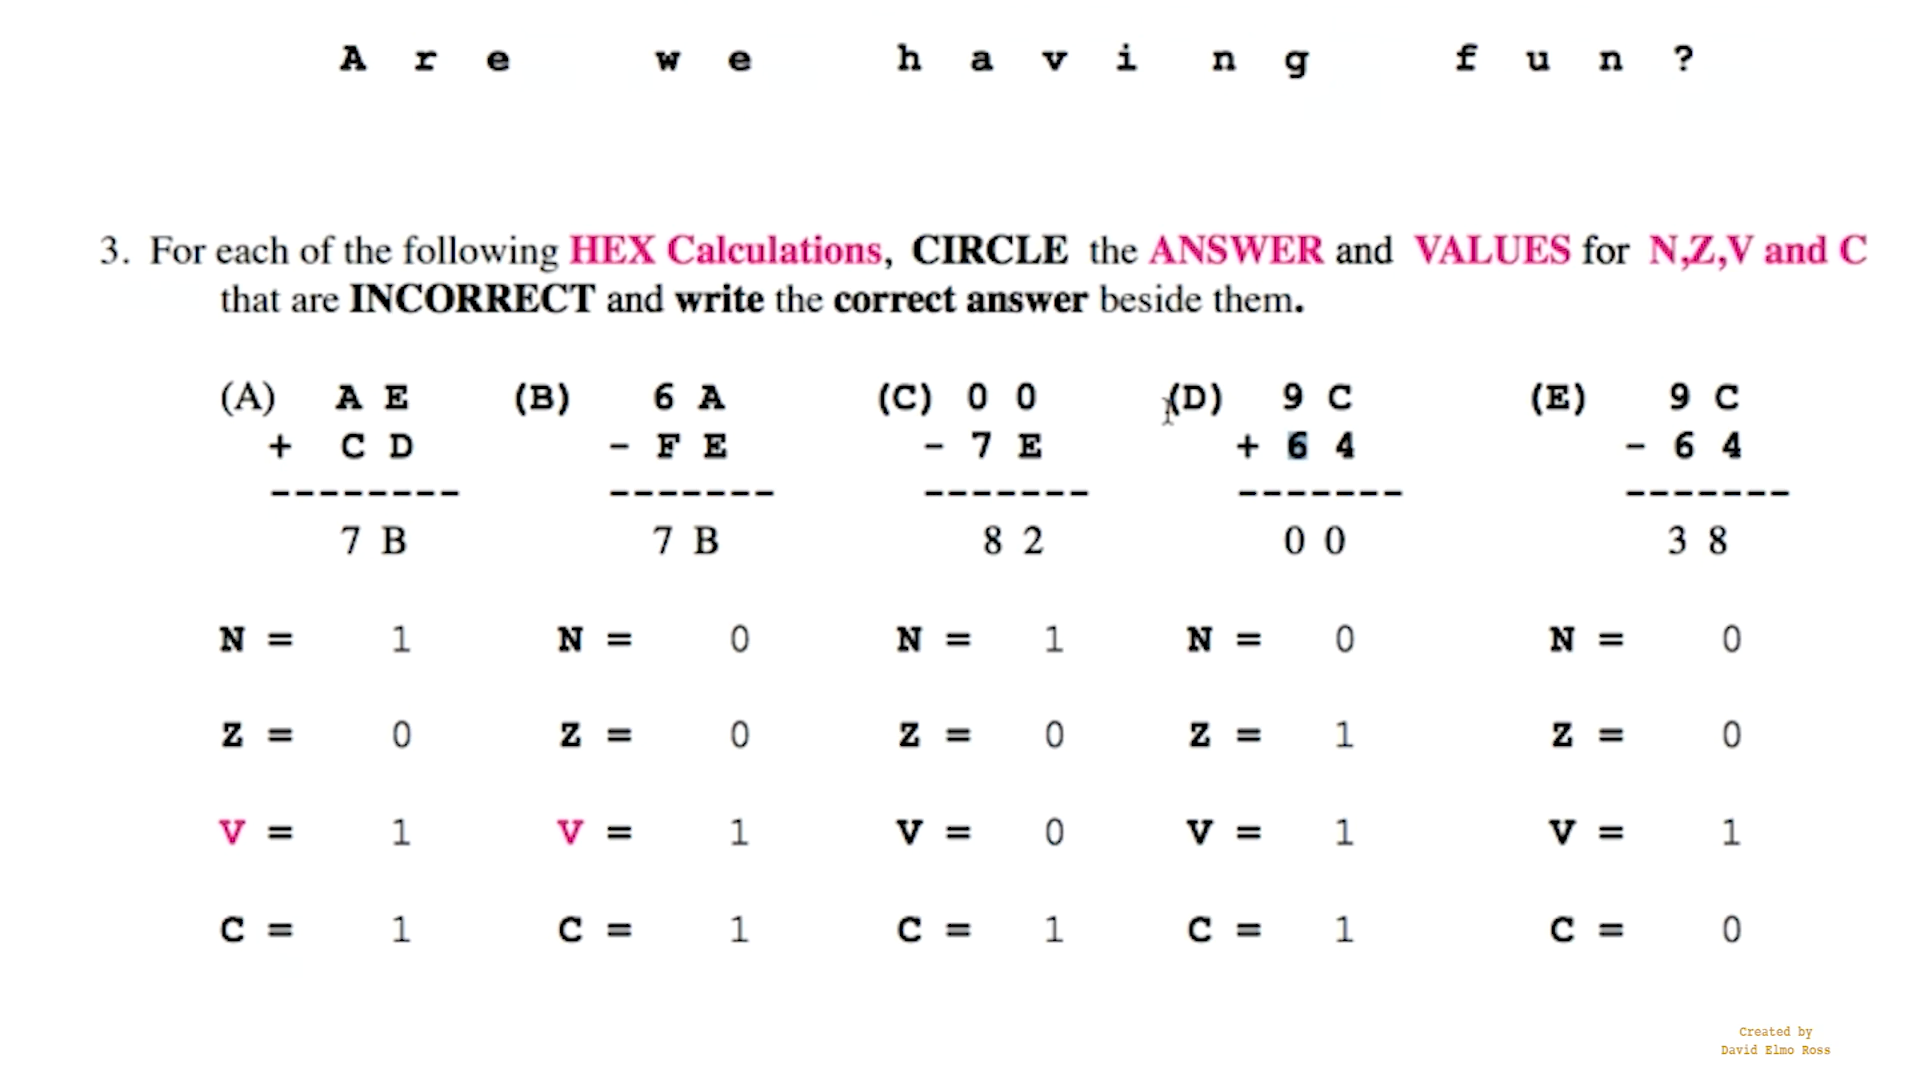 A r e w e h a v i n g f u n ?
3. For each of the following HEX Calculations, CIRCLE the ANSWER and VALUES for N,Z,V and C
that are INCORRECT and write the correct answer beside them.
(A) A E (B) 6 A (C) 0 0 (D) 9 C (E) 9 C
+ C D - F E - 7 E + 6 4 - 6 4
-------- ------- ------- ------- -------
7 B 7 B 8 2 0 0 3 8
N = 1 N = 0 N = 1 N = 0 N = 0
Z = 0 Z = 0 Z = 0 Z = 1 Z = 0
V = 1 V = 1 V = 0 V = 1 V = 1
C = 1 C = 1 C = 1 C = 1 C = 0
Created by
David Elmo Ross